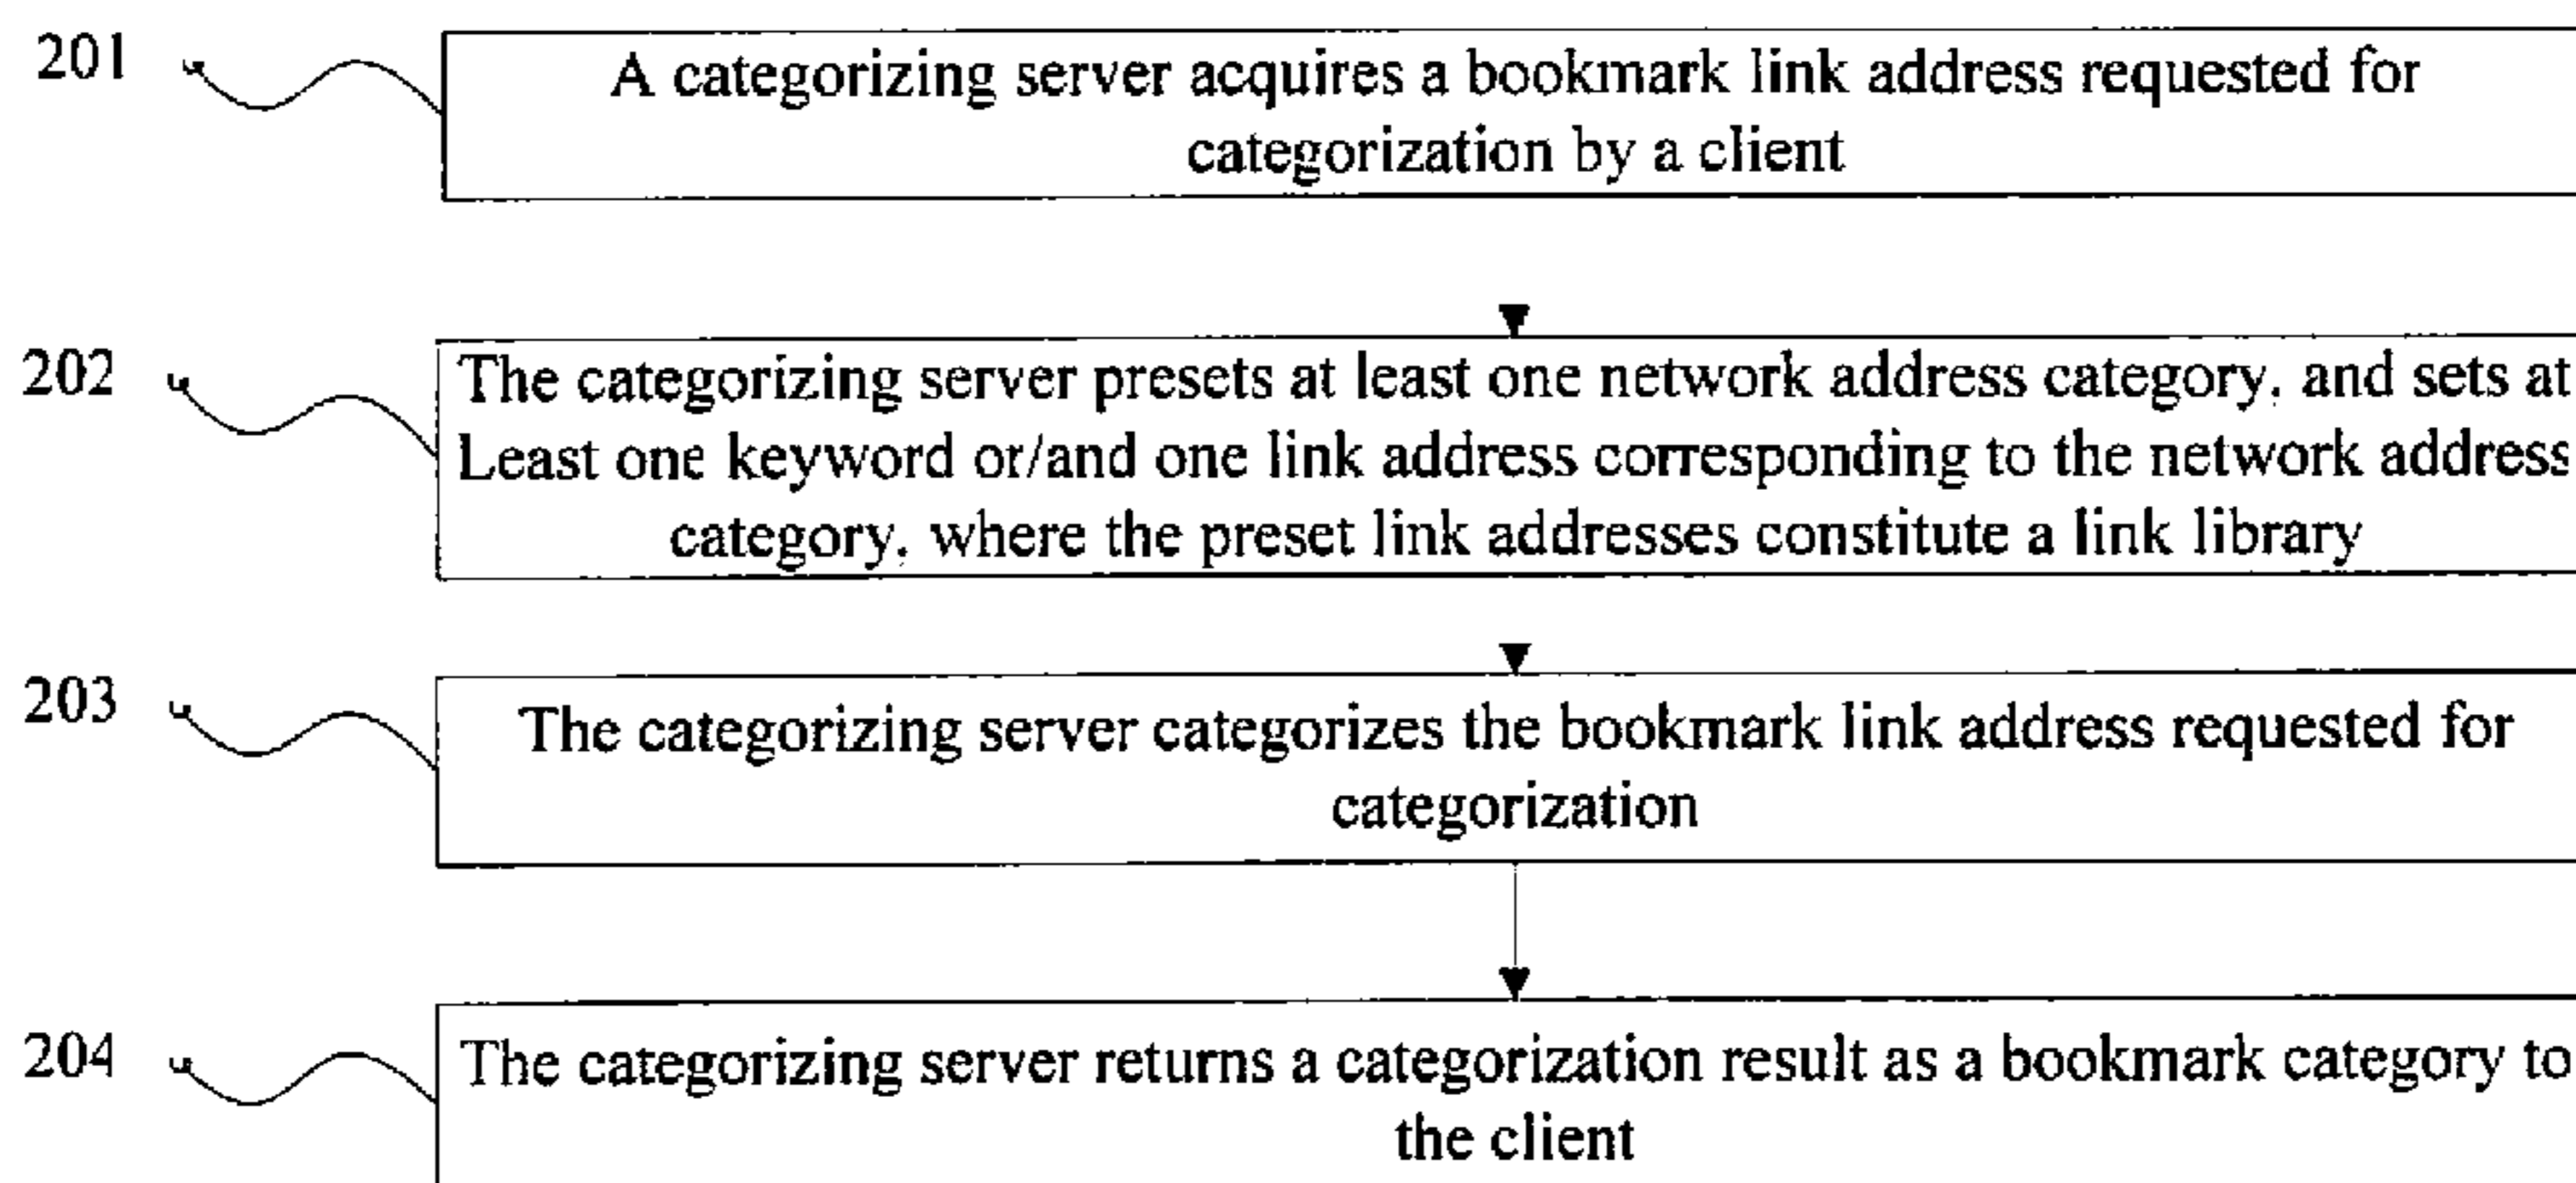 201
A categorizing server acquires a bookmark link address requested for
categorization by a client
202
The categorizing server presets at least one network address category, and sets at
Least one keyword or/and one link address corresponding to the network address
category, where the preset link addresses constitute a link library
203
The categorizing server categorizes the bookmark link address requested for
categorization
204
The categorizing server returns a categorization result as a bookmark category to
the client